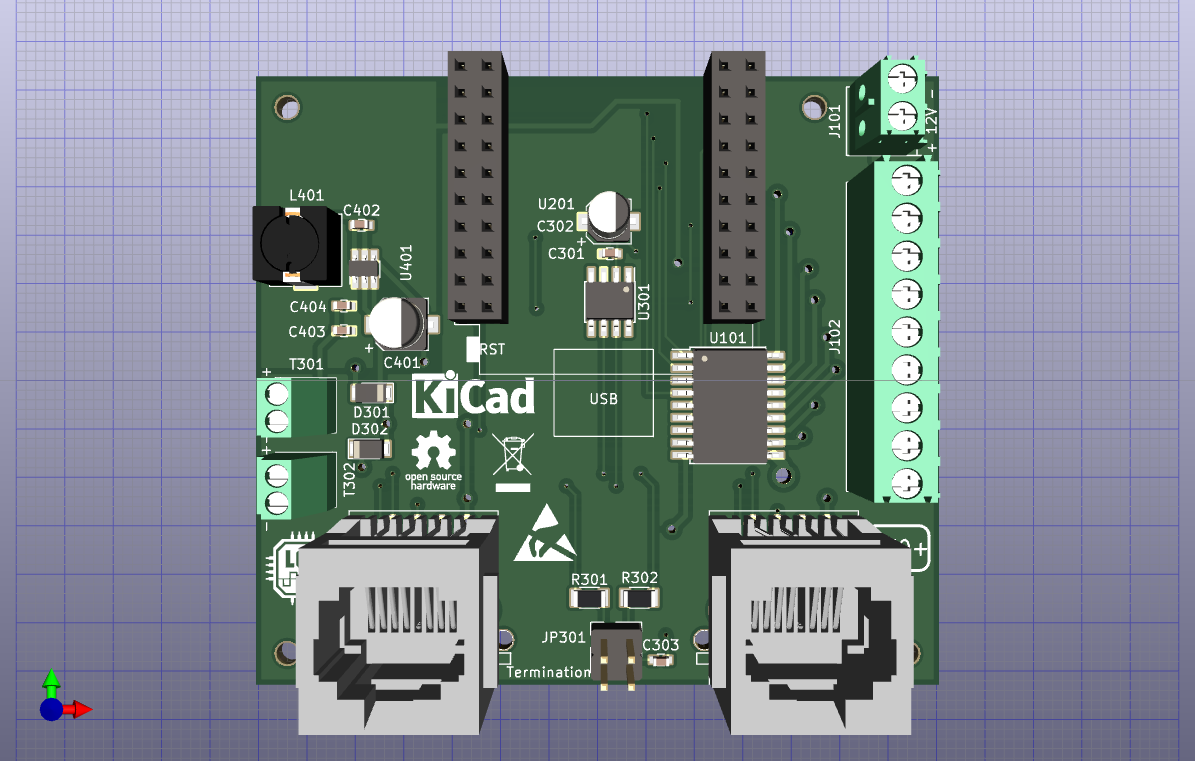 J101
- 12V +
L401
C402
U201
C302
+
C301
U401
U301
C404
C403
+
C401
J102
U101
RST
T301
+
KiCad
USB
D301
D302
-
+
T302
-
open source
hardware
R301
R302
JP301
C303
Termination